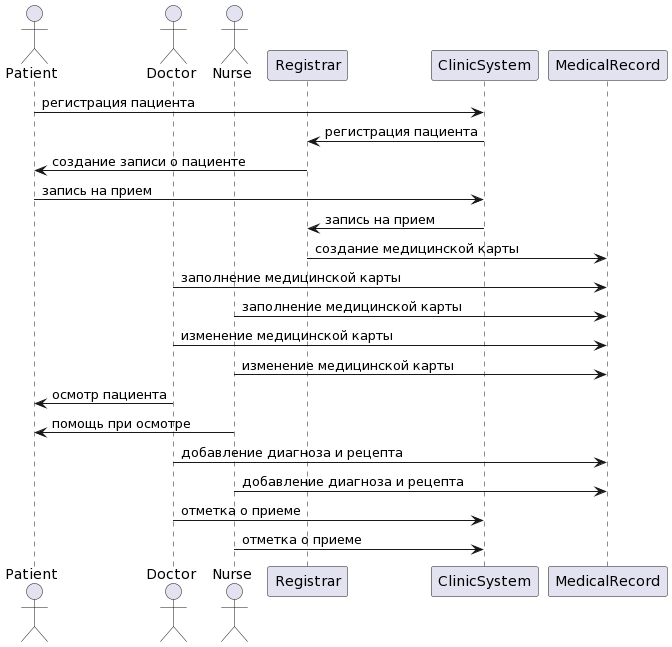 Patient Doctor Nurse Registrar ClinicSystem MedicalRecord
регистрация пациента
регистрация пациента
создание записи о пациенте
запись на прием
запись на прием
создание медицинской карты
заполнение медицинской карты
заполнение медицинской карты
изменение медицинской карты
изменение медицинской карты
осмотр пациента
помощь при осмотре
добавление диагноза и рецепта
добавление диагноза и рецепта
отметка о приеме
отметка о приеме
Patient Doctor Nurse Registrar ClinicSystem MedicalRecord